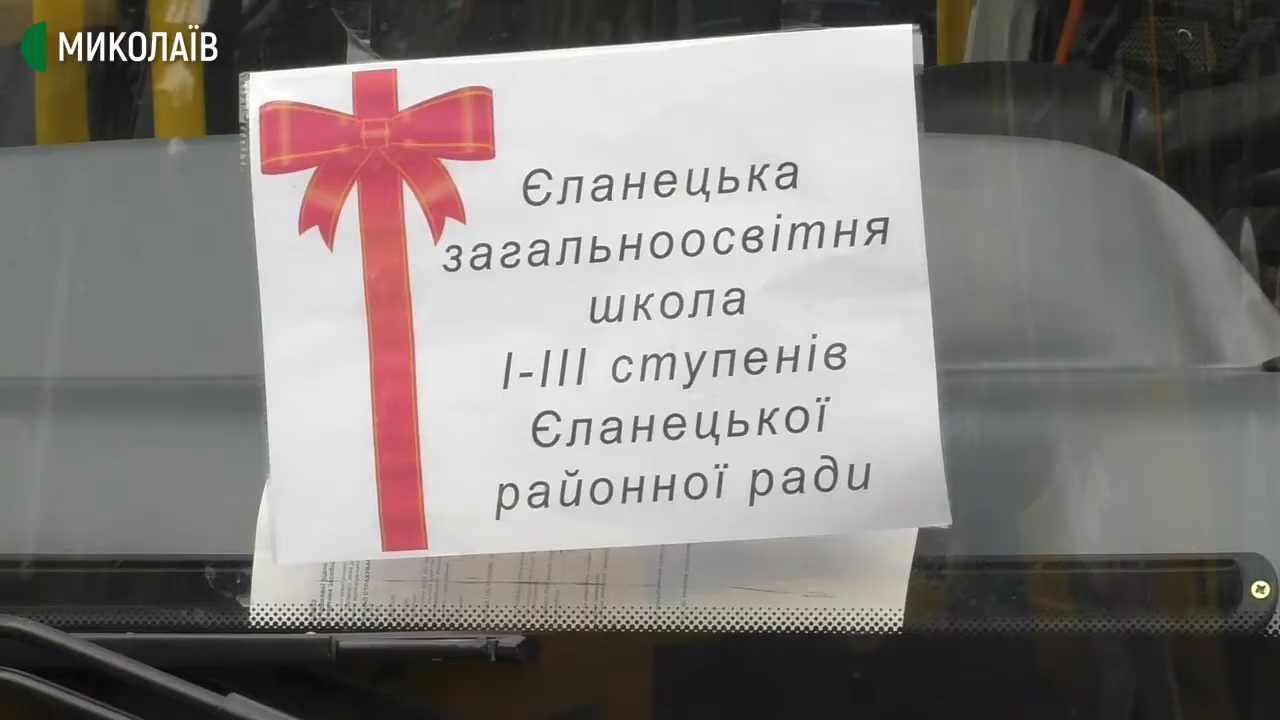 МИКОЛАЇВ
Єланецька
загальноосвітня
школа
І-ІІІ ступенів
Єланецької
районної ради